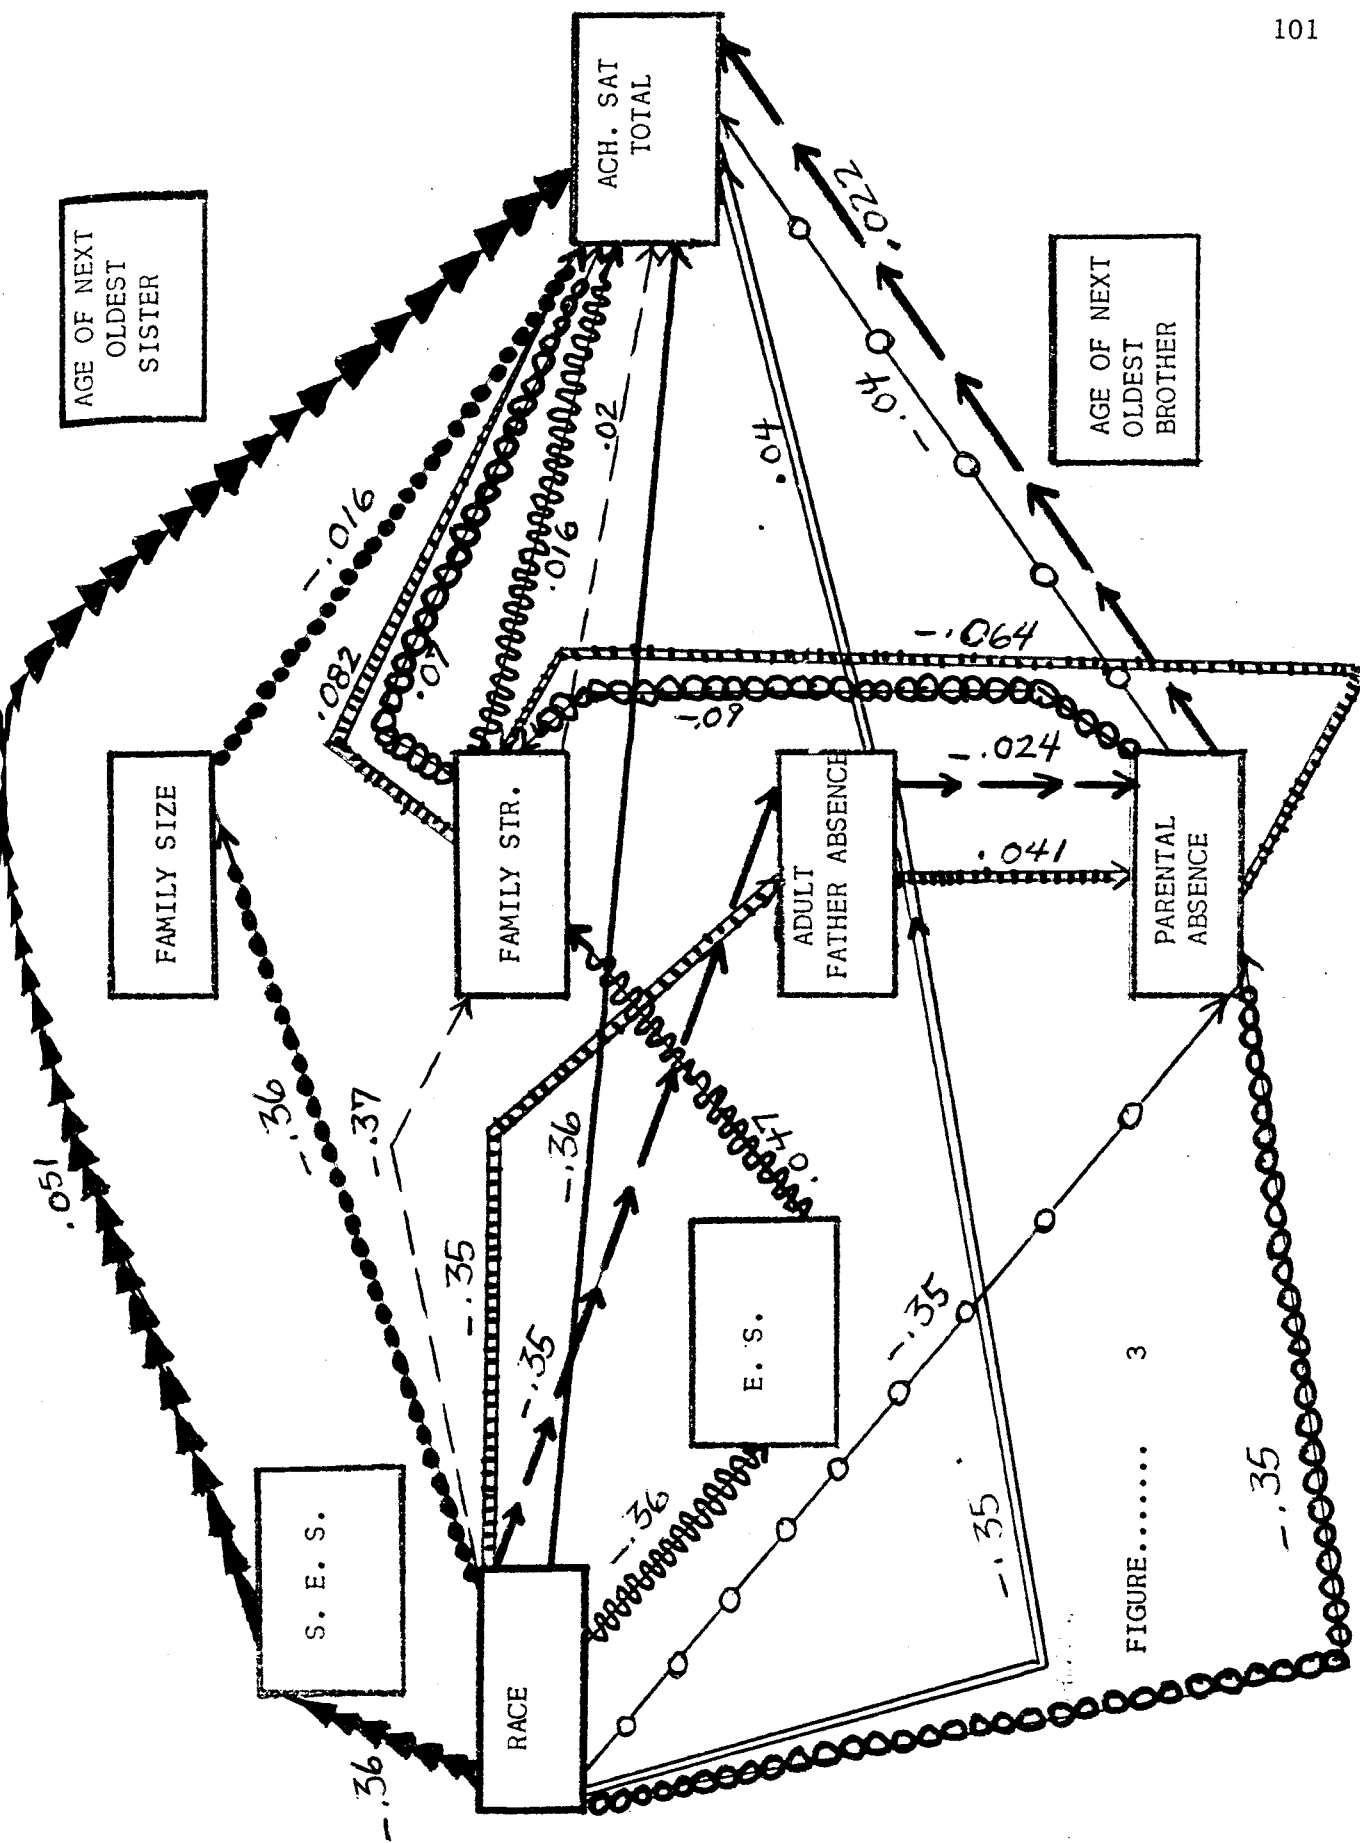 101
ACH. SAT
TOTAL
AGE OF NEXT
OLDEST
SISTER
AGE OF NEXT
OLDEST
BROTHER
-.016
.082
.07
.016
.02
.04
-.04
.022
-.064
-.09
-.024
.041
FAMILY SIZE
FAMILY STR.
ADULT
FATHER ABSENCE
PARENTAL
ABSENCE
.051
-.36
-.37
-.35
-.36
-.35
.047
-.35
E. S.
S. E. S.
-.36
-.35
-.35
-.36
RACE
FIGURE........ 3